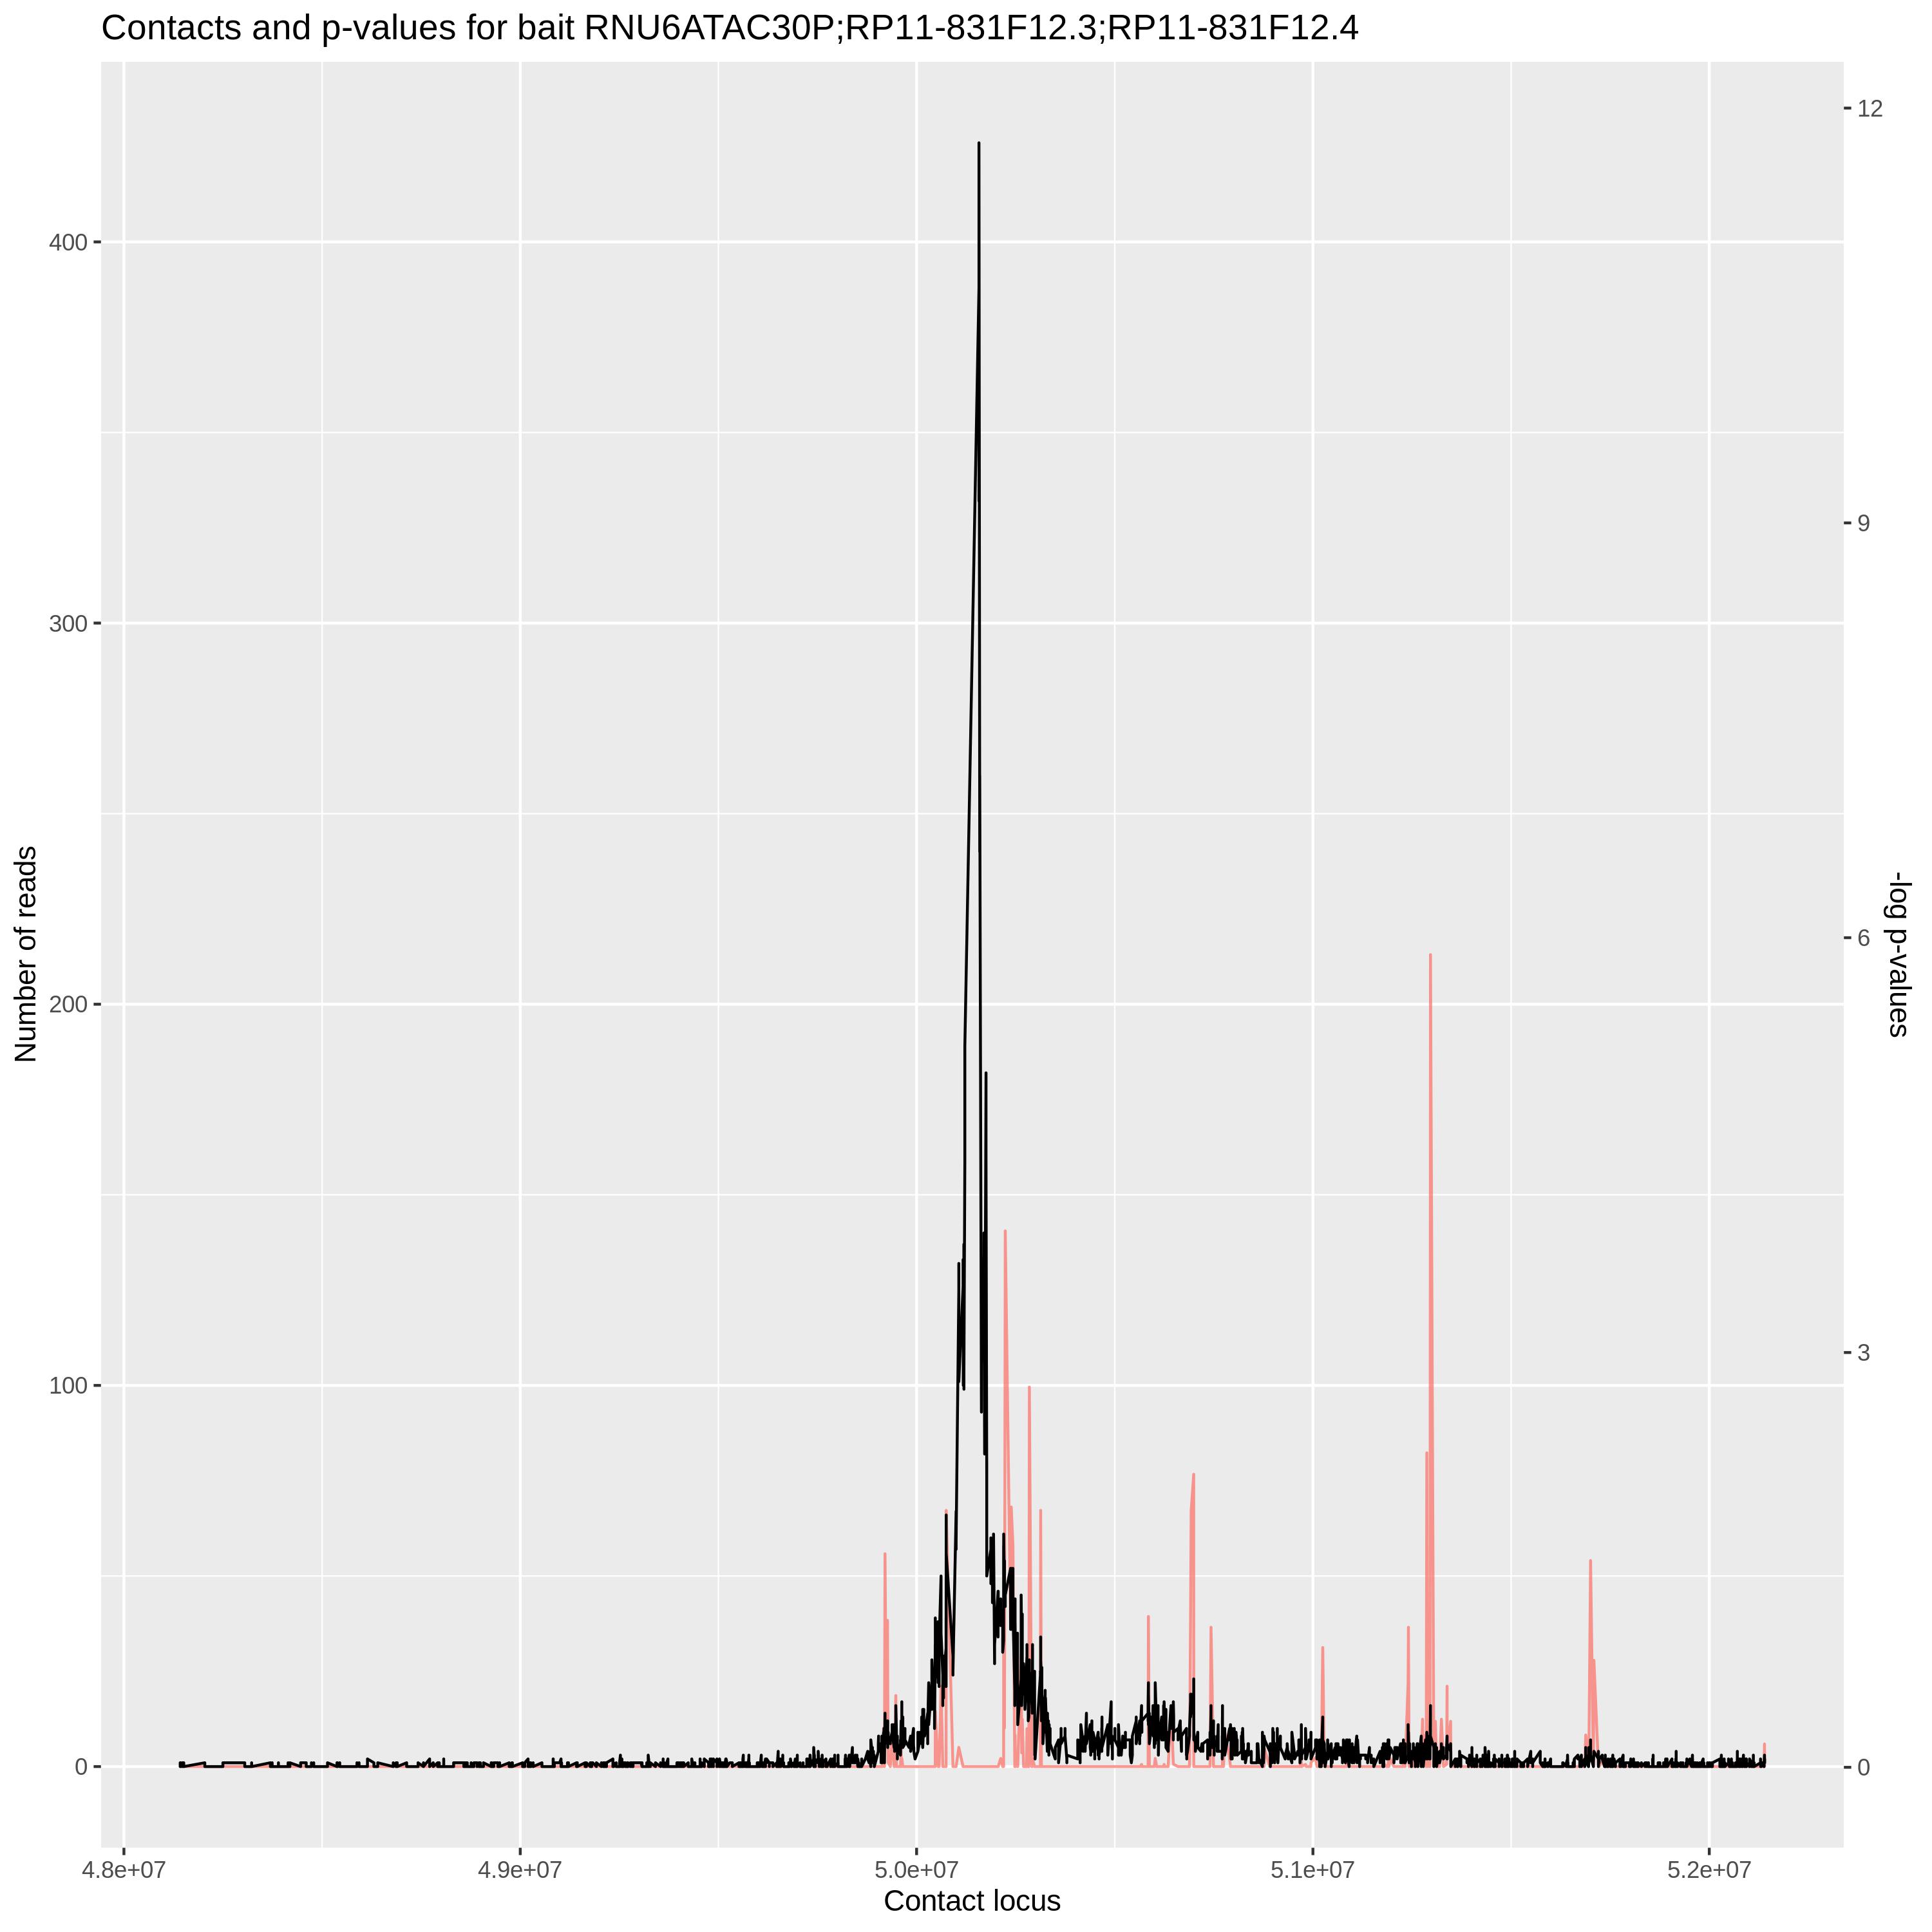 Contacts and p-values for bait RNU6ATAC30P;RP11-831F12.3;RP11-831F12.4
400
300
200
100
0
Number of reads
12
9
6
3
0
-log p-values
4.8e+07
4.9e+07
5.0e+07
5.1e+07
5.2e+07
Contact locus